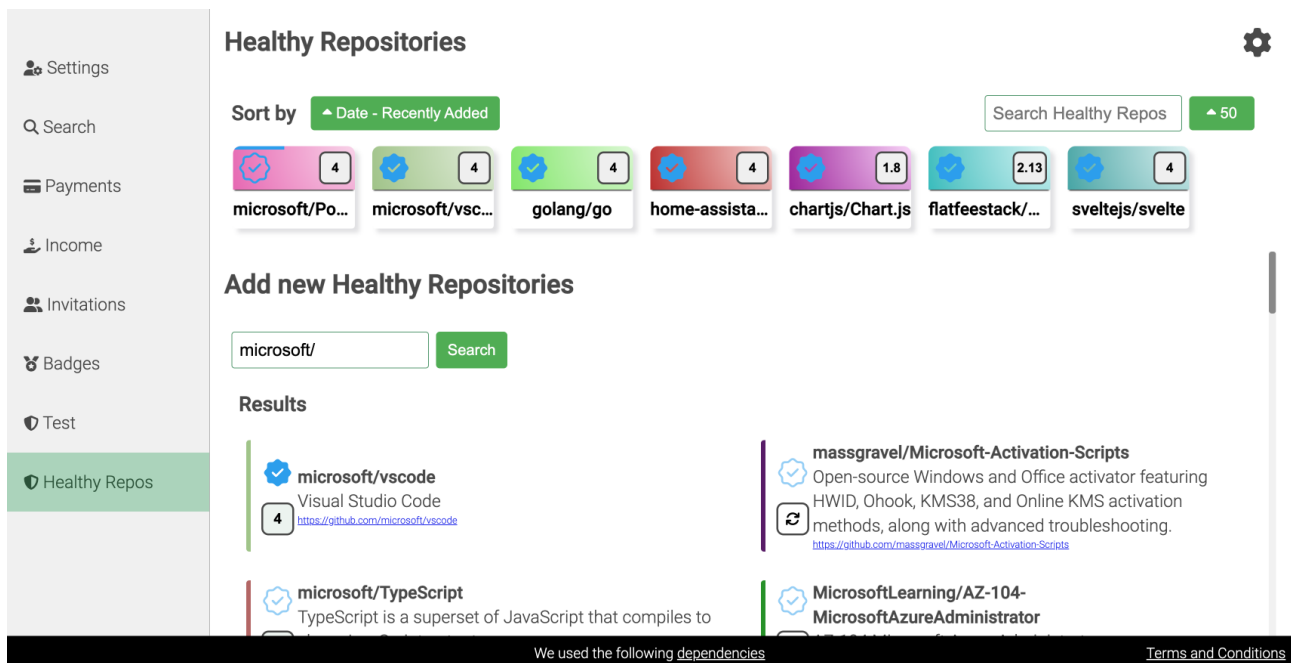 Healthy Repositories
Settings
Search
Payments
Income
Invitations
Badges
Test
Healthy Repos
Sort by
Date - Recently Added
Search Healthy Repos
50
4 4 4 4 1.8 2.13 4
microsoft/Po... microsoft/vsc... golang/go home-assista... chartjs/Chart.js flatfeestack/... sveltejs/svelte
Add new Healthy Repositories
microsoft/
Search
Results
microsoft/vscode
Visual Studio Code
4
https://github.com/microsoft/vscode
massgravel/Microsoft-Activation-Scripts
Open-source Windows and Office activator featuring
HWID, Ohook, KMS38, and Online KMS activation
methods, along with advanced troubleshooting.
https://github.com/massgravel/Microsoft-Activation-Scripts
microsoft/TypeScript
TypeScript is a superset of JavaScript that compiles to
MicrosoftLearning/AZ-104-
MicrosoftAzureAdministrator
We used the following dependencies
Terms and Conditions